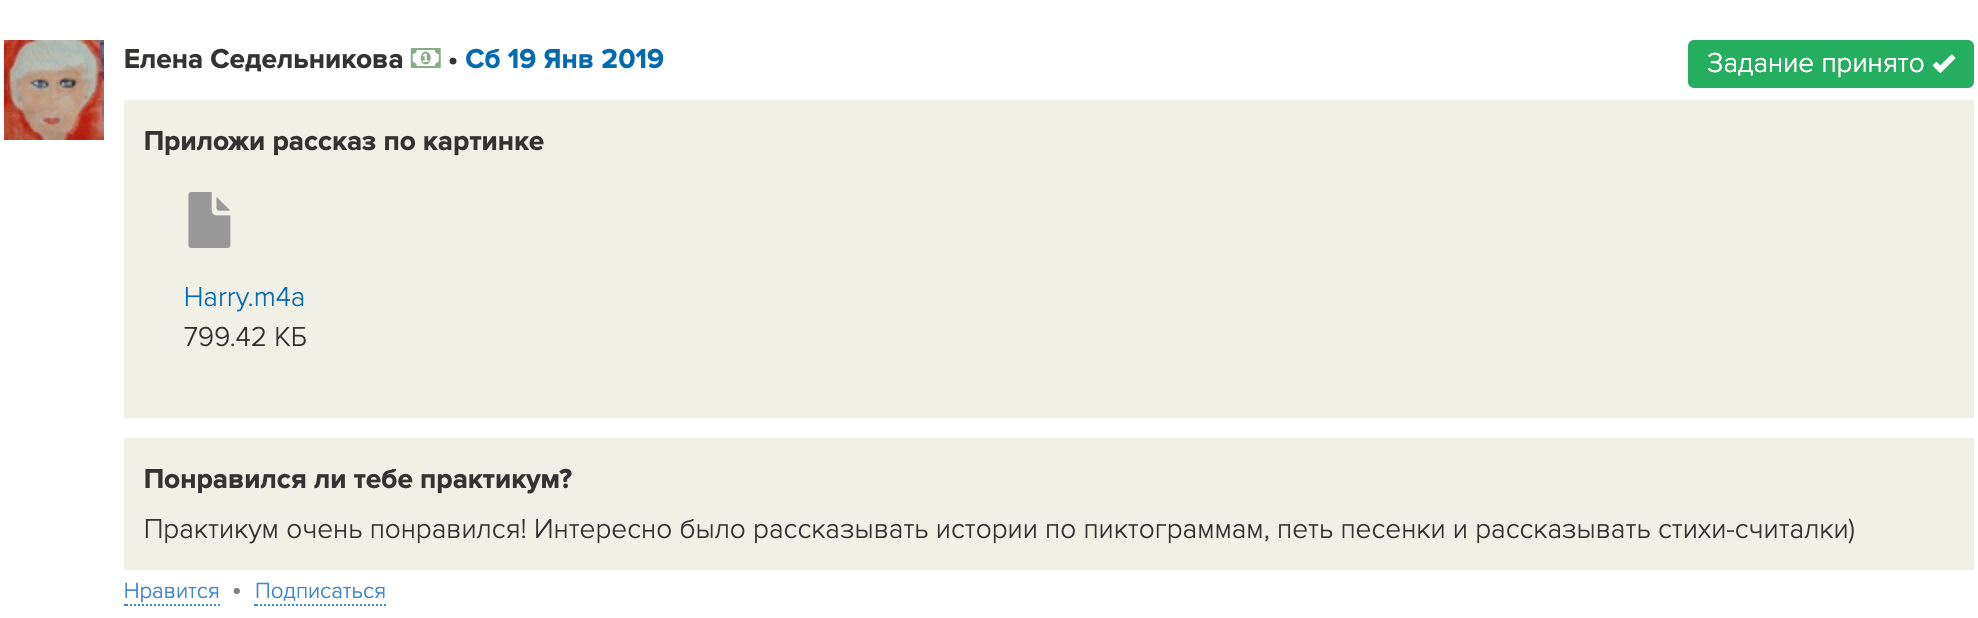 Елена Седельникова 1 • Сб 19 Янв 2019
Задание принято ✔
Приложи рассказ по картинке
Harry.m4a
799.42 КБ
Понравился ли тебе практикум?
Практикум очень понравился! Интересно было рассказывать истории по пиктограммам, петь песенки и рассказывать стихи-считалки)
Нравится • Подписаться